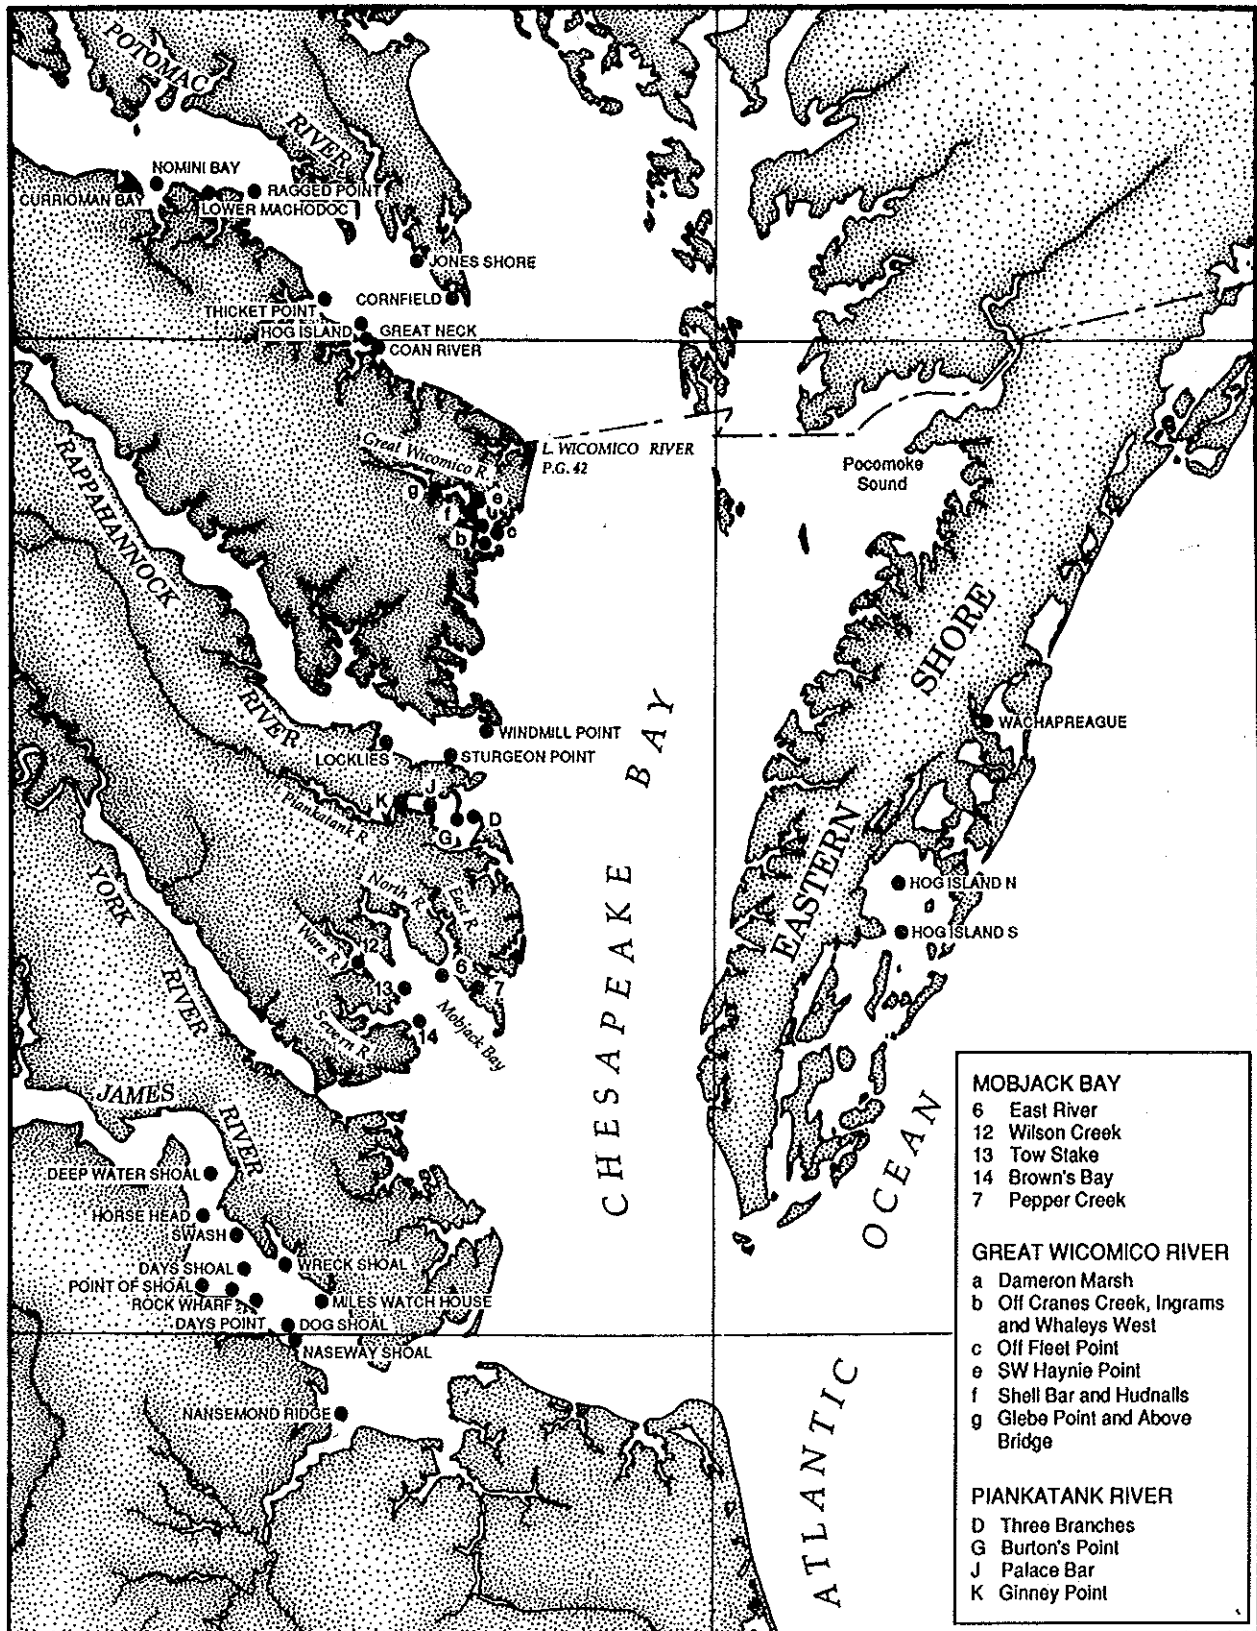 POTOMAC
RIVER
NOMINI BAY
RAGGED POINT
CURRIOMAN BAY
LOWER MACHODOC
JONES SHORE
CORNFIELD
THICKET POINT
HOG ISLAND
GREAT NECK
COAN RIVER
Great Wicomico R.
L. WICOMICO RIVER
P.G. 42
g
e
f
c
b
Pocomoke
Sound
RAPPAHANNOCK
RIVER
WINDMILL POINT
LOCKLIES
STURGEON POINT
WACHAPREAGUE
K
J
D
G
Piankatank R.
EASTERN SHORE
CHESAPEAKE BAY
HOG ISLAND N
HOG ISLAND S
North R.
East R.
Ware R.
12
6
13
7
14
Severn R.
Mobjack Bay
YORK
RIVER
JAMES
RIVER
DEEP WATER SHOAL
HORSE HEAD
SWASH
WRECK SHOAL
DAYS SHOAL
POINT OF SHOAL
ROCK WHARF
MILES WATCH HOUSE
DAYS POINT
DOG SHOAL
NASEWAY SHOAL
NANSEMOND RIDGE
ATLANTIC OCEAN
MOBJACK BAY
6 East River
12 Wilson Creek
13 Tow Stake
14 Brown's Bay
7 Pepper Creek
GREAT WICOMICO RIVER
a Dameron Marsh
b Off Cranes Creek, Ingrams
and Whaleys West
c Off Fleet Point
e SW Haynie Point
f Shell Bar and Hudnalls
g Glebe Point and Above
Bridge
PIANKATANK RIVER
D Three Branches
G Burton's Point
J Palace Bar
K Ginney Point